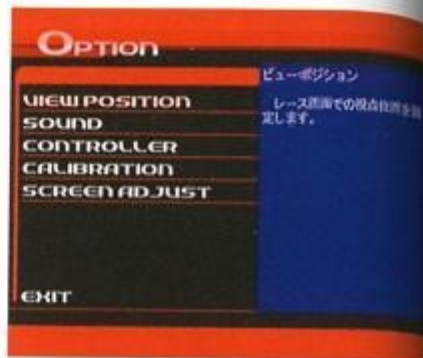 OPTION
VIEW POSITION
SOUND
CONTROLLER
CALIBRATION
SCREEN ADJUST
EXIT
ビューポジション
レース画面での視点位置を設
定します。